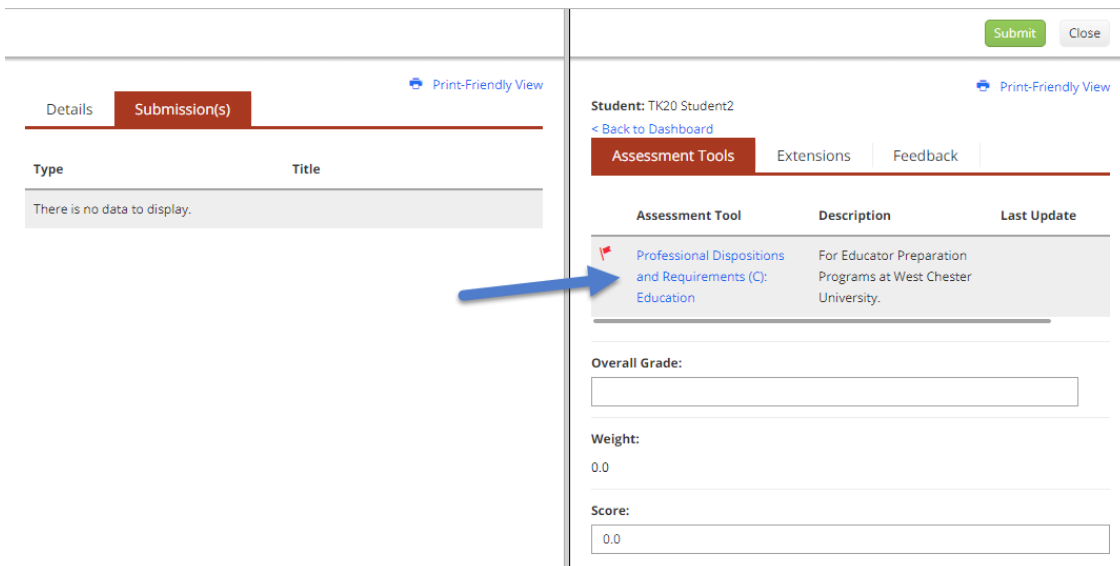 Submit Close
Print-Friendly View
Details Submission(s)
Type Title
There is no data to display.
Print-Friendly View
Student: TK20 Student2
< Back to Dashboard
Assessment Tools Extensions Feedback
Assessment Tool Description Last Update
Professional Dispositions For Educator Preparation
and Requirements (C): Programs at West Chester
Education University.
Overall Grade:
Weight:
0.0
Score:
0.0